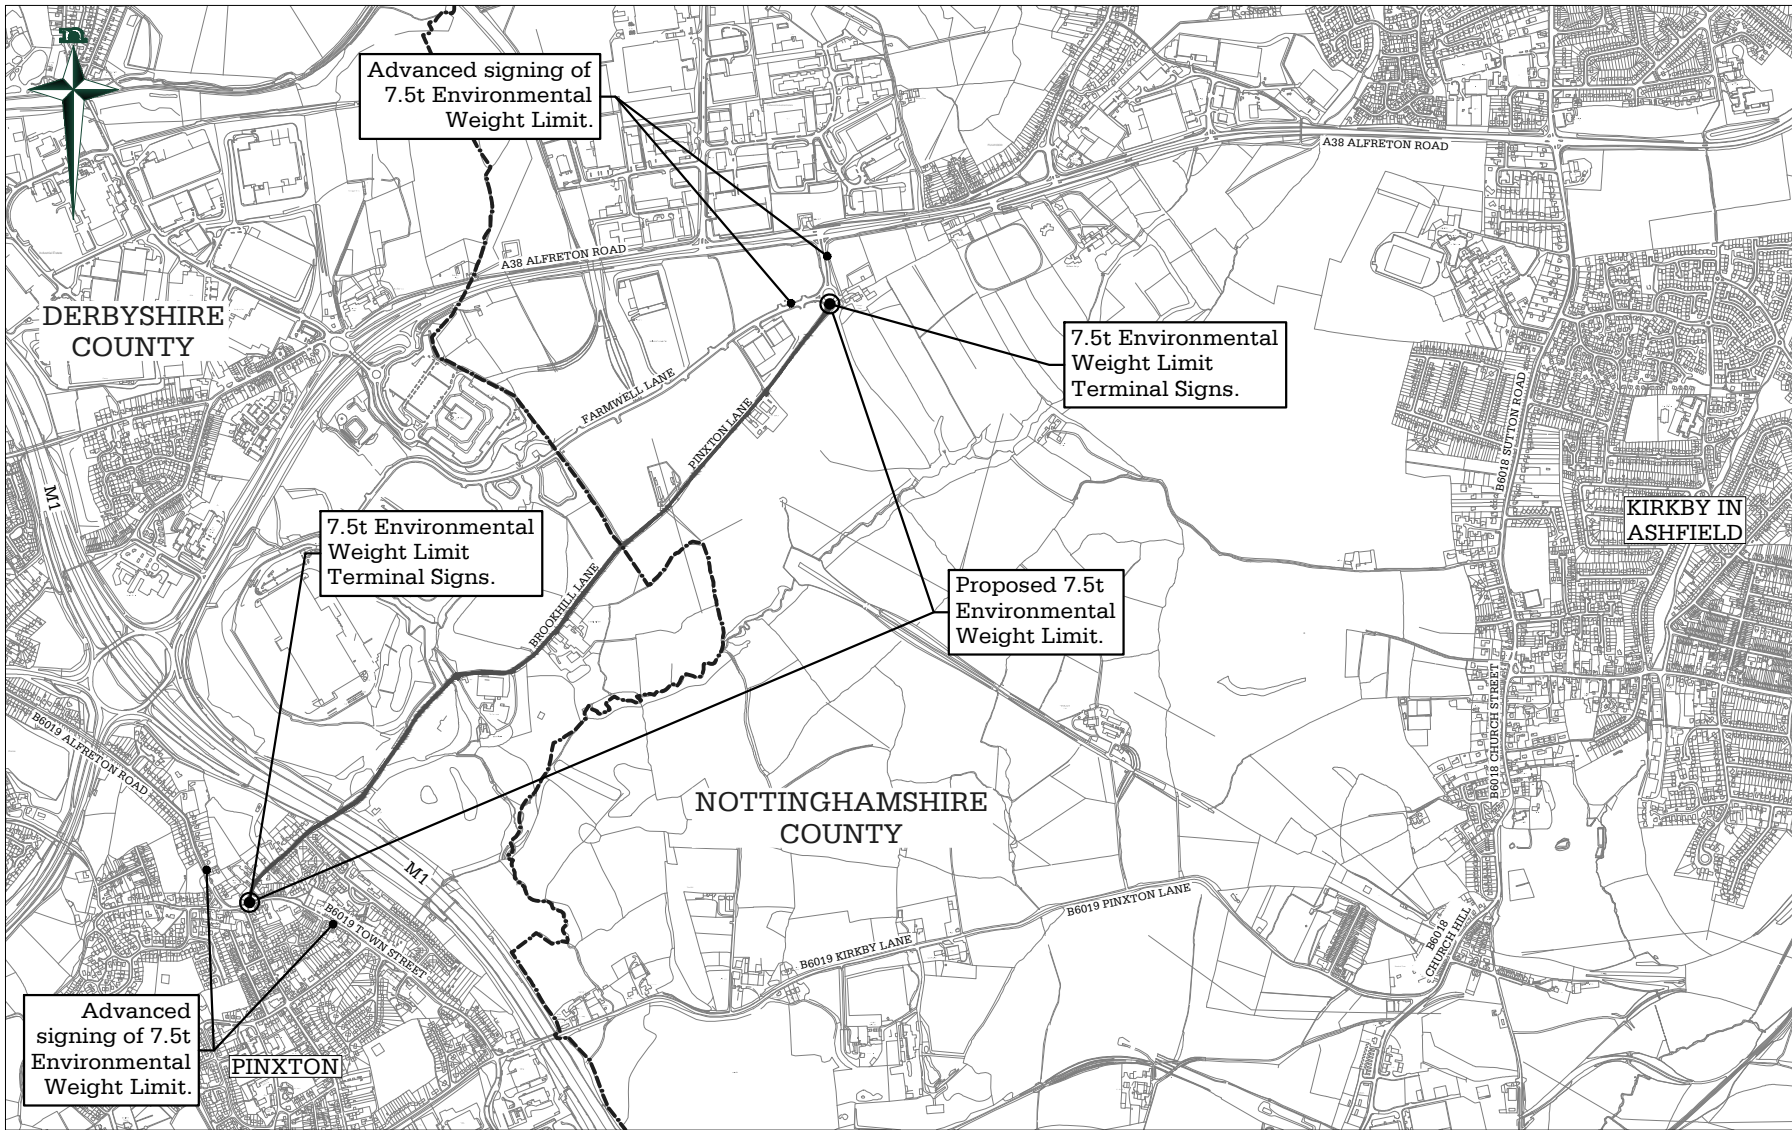 Advanced signing of
7.5t Environmental
Weight Limit.
A38 ALFRETON ROAD
A38 ALFRETON ROAD
DERBYSHIRE
COUNTY
7.5t Environmental
Weight Limit
Terminal Signs.
FARMWELL LANE
PINXTON LANE
B6018 SUTTON ROAD
M1
KIRKBY IN
ASHFIELD
7.5t Environmental
Weight Limit
Terminal Signs.
Proposed 7.5t
Environmental
Weight Limit.
BROOKHILL LANE
B6019 ALFRETON ROAD
B6018 CHURCH STREET
NOTTINGHAMSHIRE
COUNTY
M1
B6019 PINXTON LANE
B6019 TOWN STREET
B6019 KIRKBY LANE
B6018
CHURCH HILL
Advanced
signing of 7.5t
Environmental
Weight Limit.
PINXTON